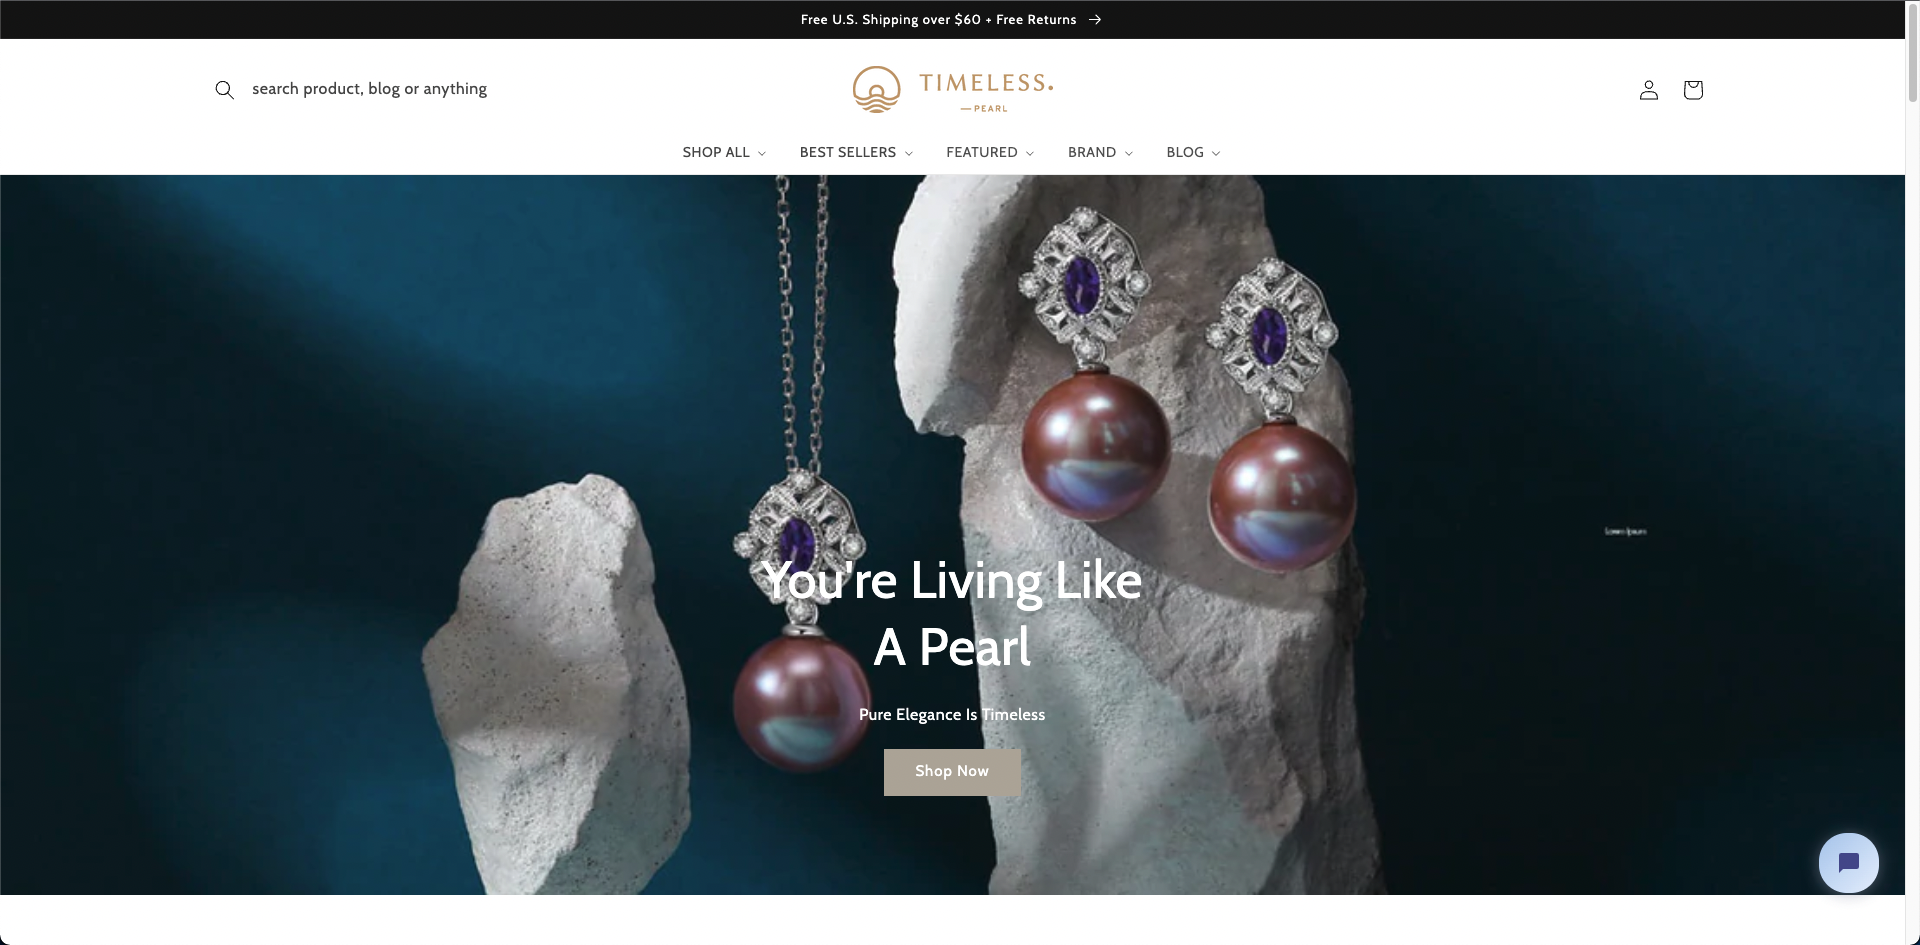 Free U.S. Shipping over $60 + Free Returns
search product, blog or anything
TIMELESS.
PEARL
SHOP ALL
BEST SELLERS
FEATURED
BRAND
BLOG
Lorem Ipsum
You're Living Like
A Pearl
Pure Elegance Is Timeless
Shop Now